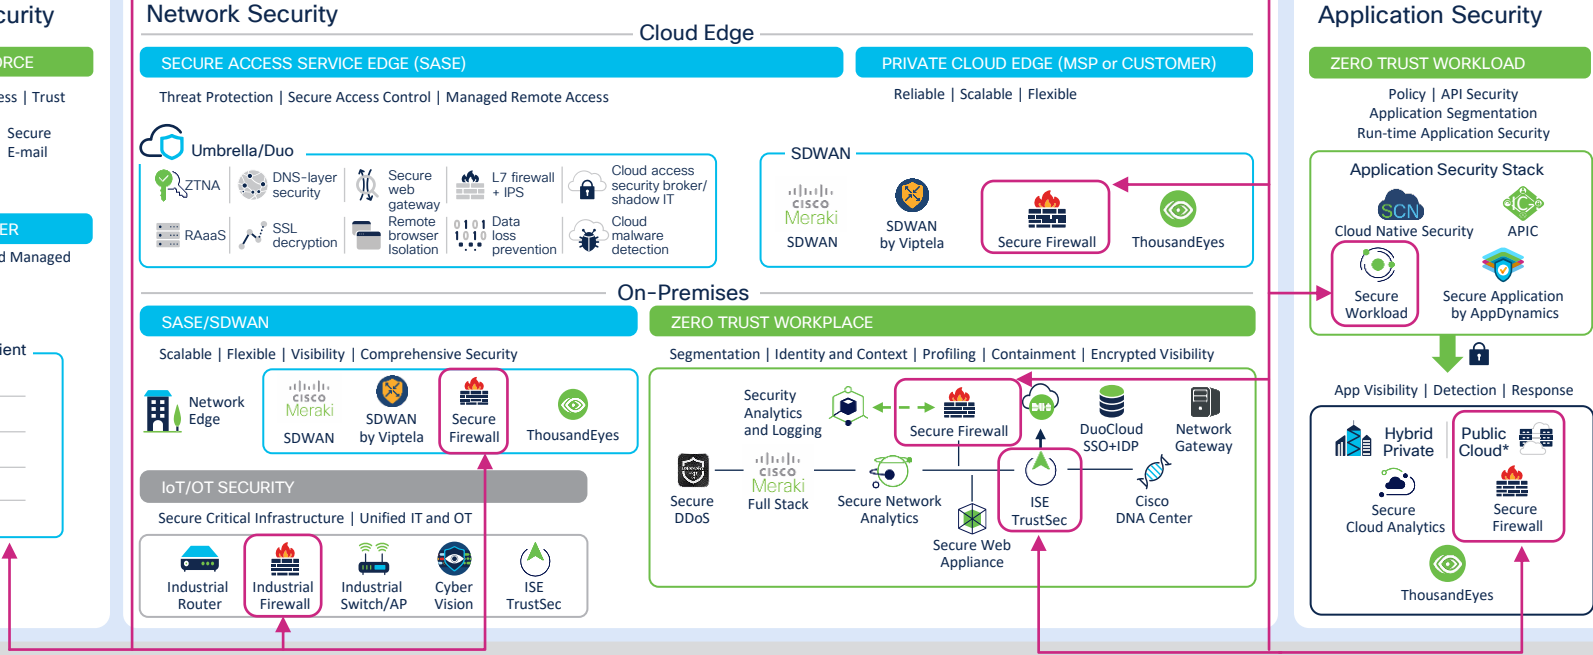 curity
ORCE
ess | Trust
Secure
E-mail
ER
d Managed
ient
Network Security
Cloud Edge
SECURE ACCESS SERVICE EDGE (SASE)
Threat Protection | Secure Access Control | Managed Remote Access
Umbrella/Duo
ZTNA
DNS-layer
security
Secure
web
gateway
L7 firewall
+ IPS
Cloud access
security broker/
shadow IT
RAaaS
SSL
decryption
Remote
browser
Isolation
0101
1010
Data
loss
prevention
Cloud
malware
detection
PRIVATE CLOUD EDGE (MSP or CUSTOMER)
Reliable | Scalable | Flexible
SDWAN
CISCO
Meraki
SDWAN
SDWAN
by Viptela
Secure Firewall
ThousandEyes
On-Premises
SASE/SDWAN
Scalable | Flexible | Visibility | Comprehensive Security
Network
Edge
CISCO
Meraki
SDWAN
SDWAN
by Viptela
Secure
Firewall
ThousandEyes
IoT/OT SECURITY
Secure Critical Infrastructure | Unified IT and OT
Industrial
Router
Industrial
Firewall
Industrial
Switch/AP
Cyber
Vision
ISE
TrustSec
ZERO TRUST WORKPLACE
Segmentation | Identity and Context | Profiling | Containment | Encrypted Visibility
Security
Analytics
and Logging
Secure Firewall
DUO
DuoCloud
SSO+IDP
Network
Gateway
Secure
DDoS
CISCO
Meraki
Full Stack
Secure Network
Analytics
Secure Web
Appliance
ISE
TrustSec
Cisco
DNA Center
Application Security
ZERO TRUST WORKLOAD
Policy | API Security
Application Segmentation
Run-time Application Security
Application Security Stack
SCN
Cloud Native Security
APIC
Secure
Workload
Secure Application
by AppDynamics
App Visibility | Detection | Response
Hybrid
Private
Public
Cloud*
Secure
Cloud Analytics
Secure
Firewall
ThousandEyes